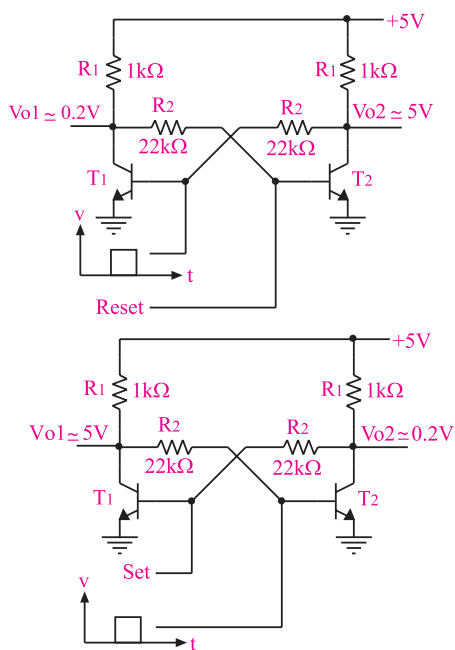 +5V
R1 1kΩ R1 1kΩ
Vo1 ≃ 0.2V R2 R2 Vo2 ≃ 5V
22kΩ 22kΩ
T1 T2
v
t
Reset
+5V
R1 1kΩ R1 1kΩ
Vo1 ≃ 5V R2 R2 Vo2 ≃ 0.2V
22kΩ 22kΩ
T1 T2
Set
v
t